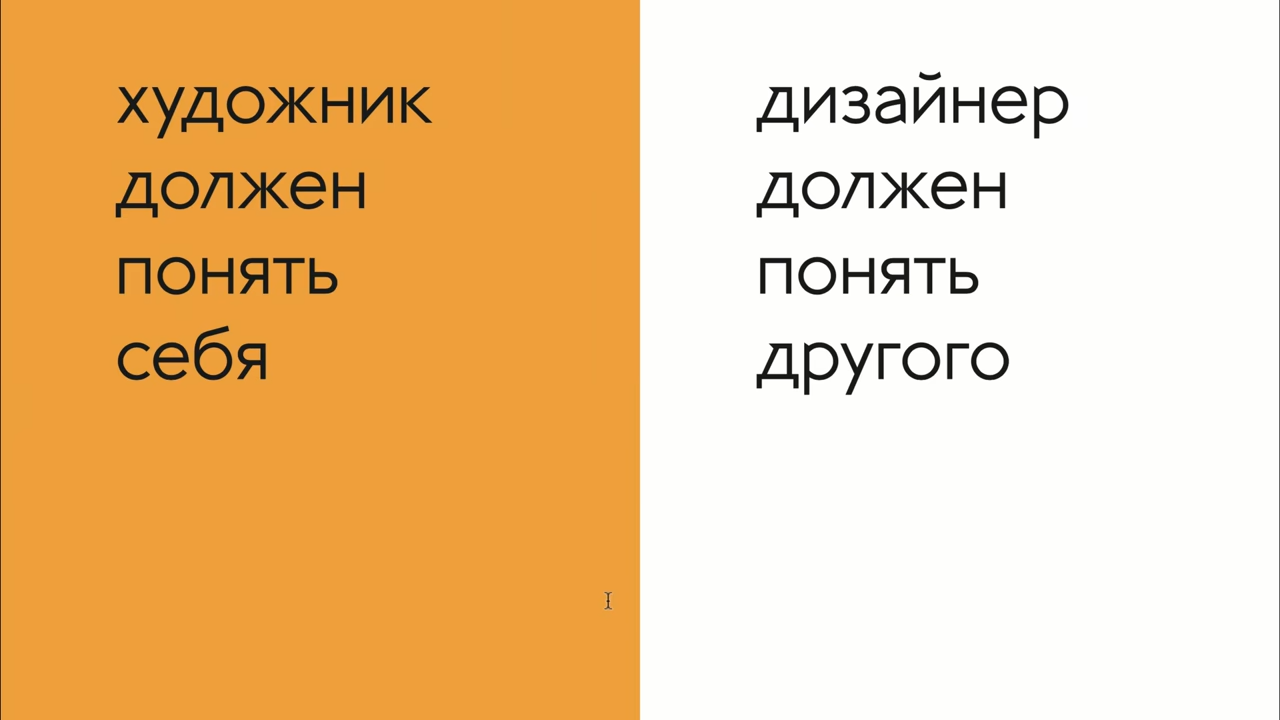 художник
должен
понять
себя
дизайнер
должен
понять
другого